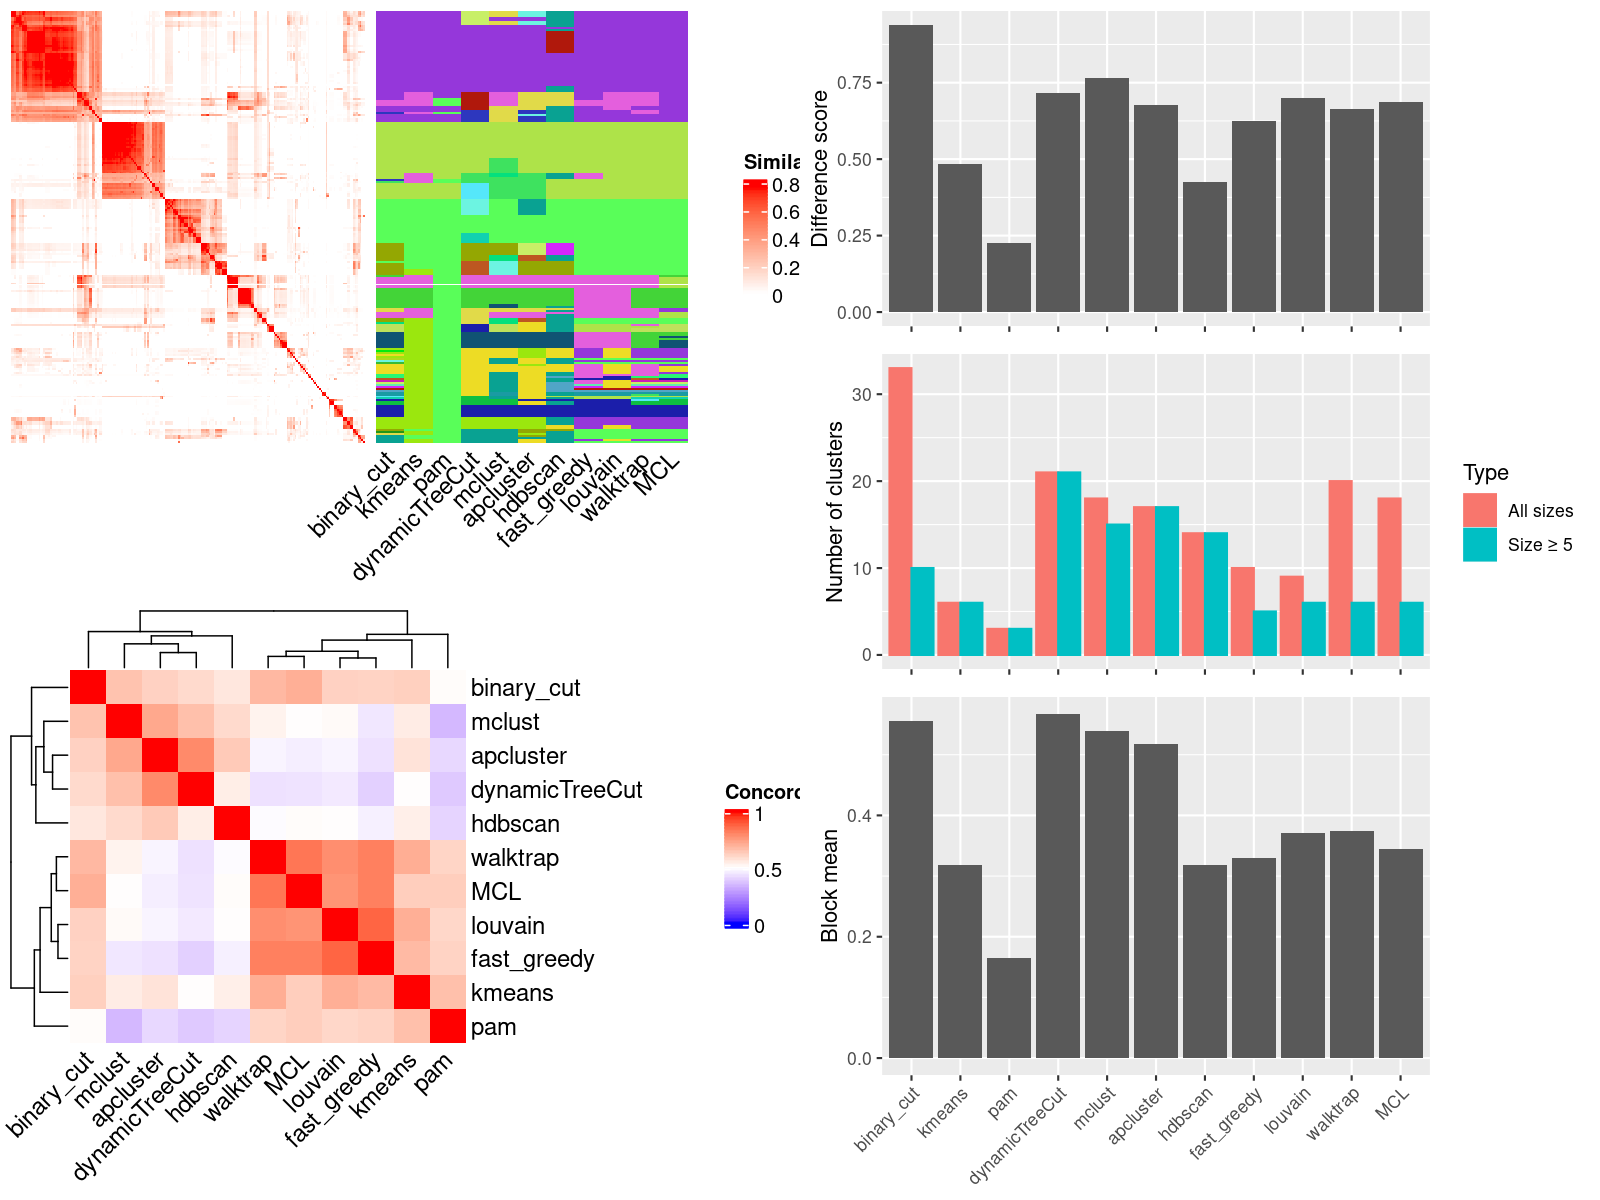 Simila
0.8
0.6
0.4
0.2
0
binary_cut
kmeans
pam
dynamicTreeCut
mclust
apcluster
hdbscan
fast_greedy
louvain
walktrap
MCL
binary_cut
mclust
apcluster
dynamicTreeCut
hdbscan
walktrap
MCL
louvain
fast_greedy
kmeans
pam
binary_cut
mclust
apcluster
dynamicTreeCut
hdbscan
walktrap
MCL
louvain
fast_greedy
kmeans
pam
Concord
1
0.5
0
Difference score
0.75
0.50
0.25
0.00
Number of clusters
30
20
10
0
Type
All sizes
Size ≥ 5
Block mean
0.4
0.2
0.0
binary_cut
kmeans
pam
dynamicTreeCut
mclust
apcluster
hdbscan
fast_greedy
louvain
walktrap
MCL